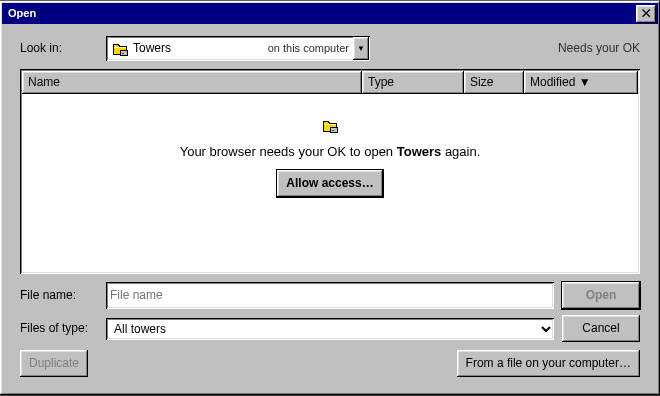 Open
Look in: Towers on this computer Needs your OK
Name Type Size Modified ▼
Your browser needs your OK to open Towers again.
Allow access…
File name: File name Open
Files of type: All towers Cancel
Duplicate From a file on your computer…